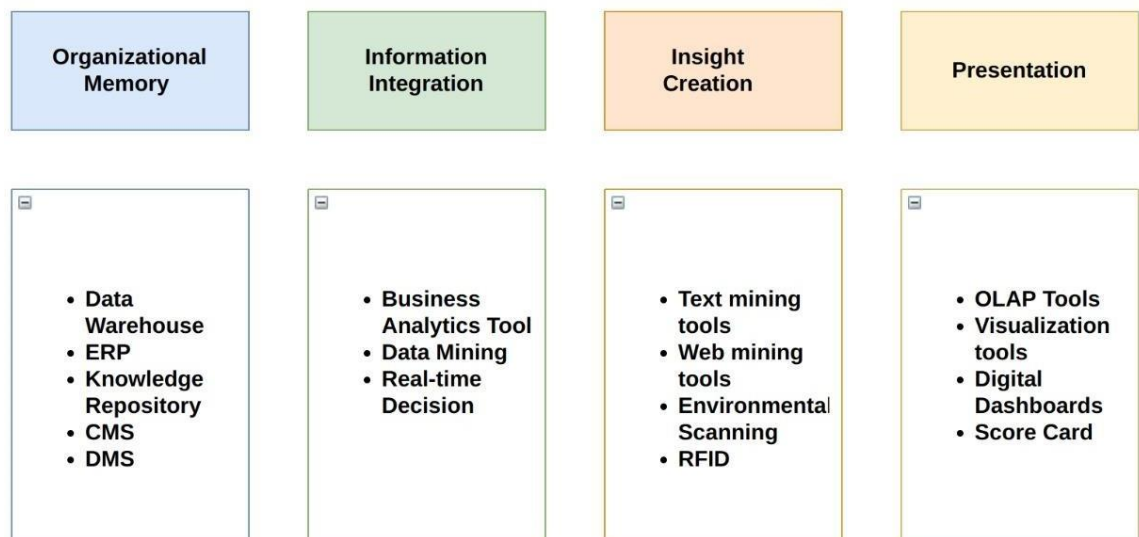 Organizational
Memory
Information
Integration
Insight
Creation
Presentation
• Data
Warehouse
• ERP
• Knowledge
Repository
• CMS
• DMS
• Business
Analytics Tool
• Data Mining
• Real-time
Decision
• Text mining
tools
• Web mining
tools
• Environmental
Scanning
• RFID
• OLAP Tools
• Visualization
tools
• Digital
Dashboards
• Score Card